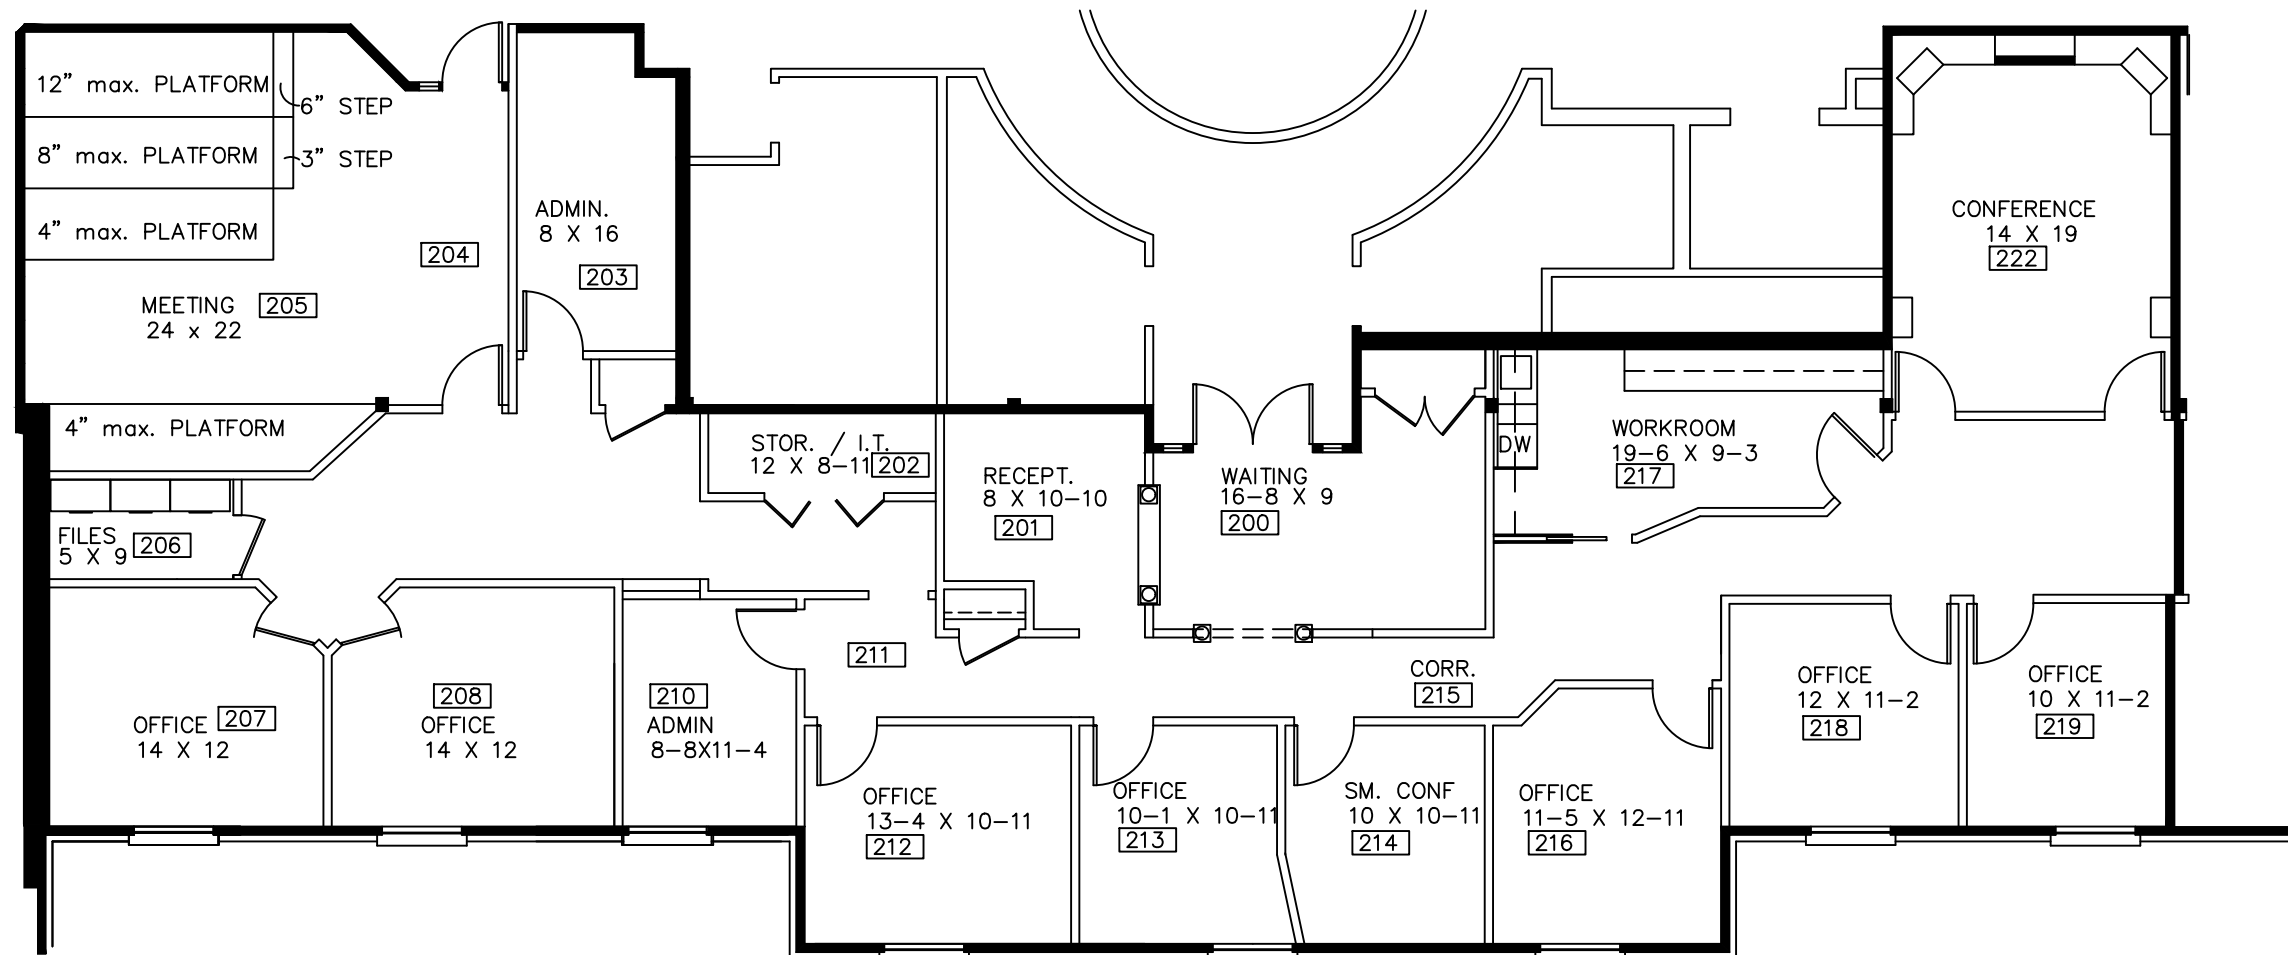 12” max. PLATFORM
6” STEP
8” max. PLATFORM
3” STEP
4” max. PLATFORM
204
MEETING 205
24 x 22
4” max. PLATFORM
ADMIN.
8 X 16
203
STOR. / I.T.
12 X 8-11 202
RECEPT.
8 X 10-10
201
WAITING
16-8 X 9
200
DW
WORKROOM
19-6 X 9-3
217
CONFERENCE
14 X 19
222
FILES
5 X 9 206
OFFICE 207
14 X 12
208
OFFICE
14 X 12
210
ADMIN
8-8X11-4
211
CORR.
215
OFFICE
13-4 X 10-11
212
OFFICE
10-1 X 10-11
213
SM. CONF
10 X 10-11
214
OFFICE
11-5 X 12-11
216
OFFICE
12 X 11-2
218
OFFICE
10 X 11-2
219